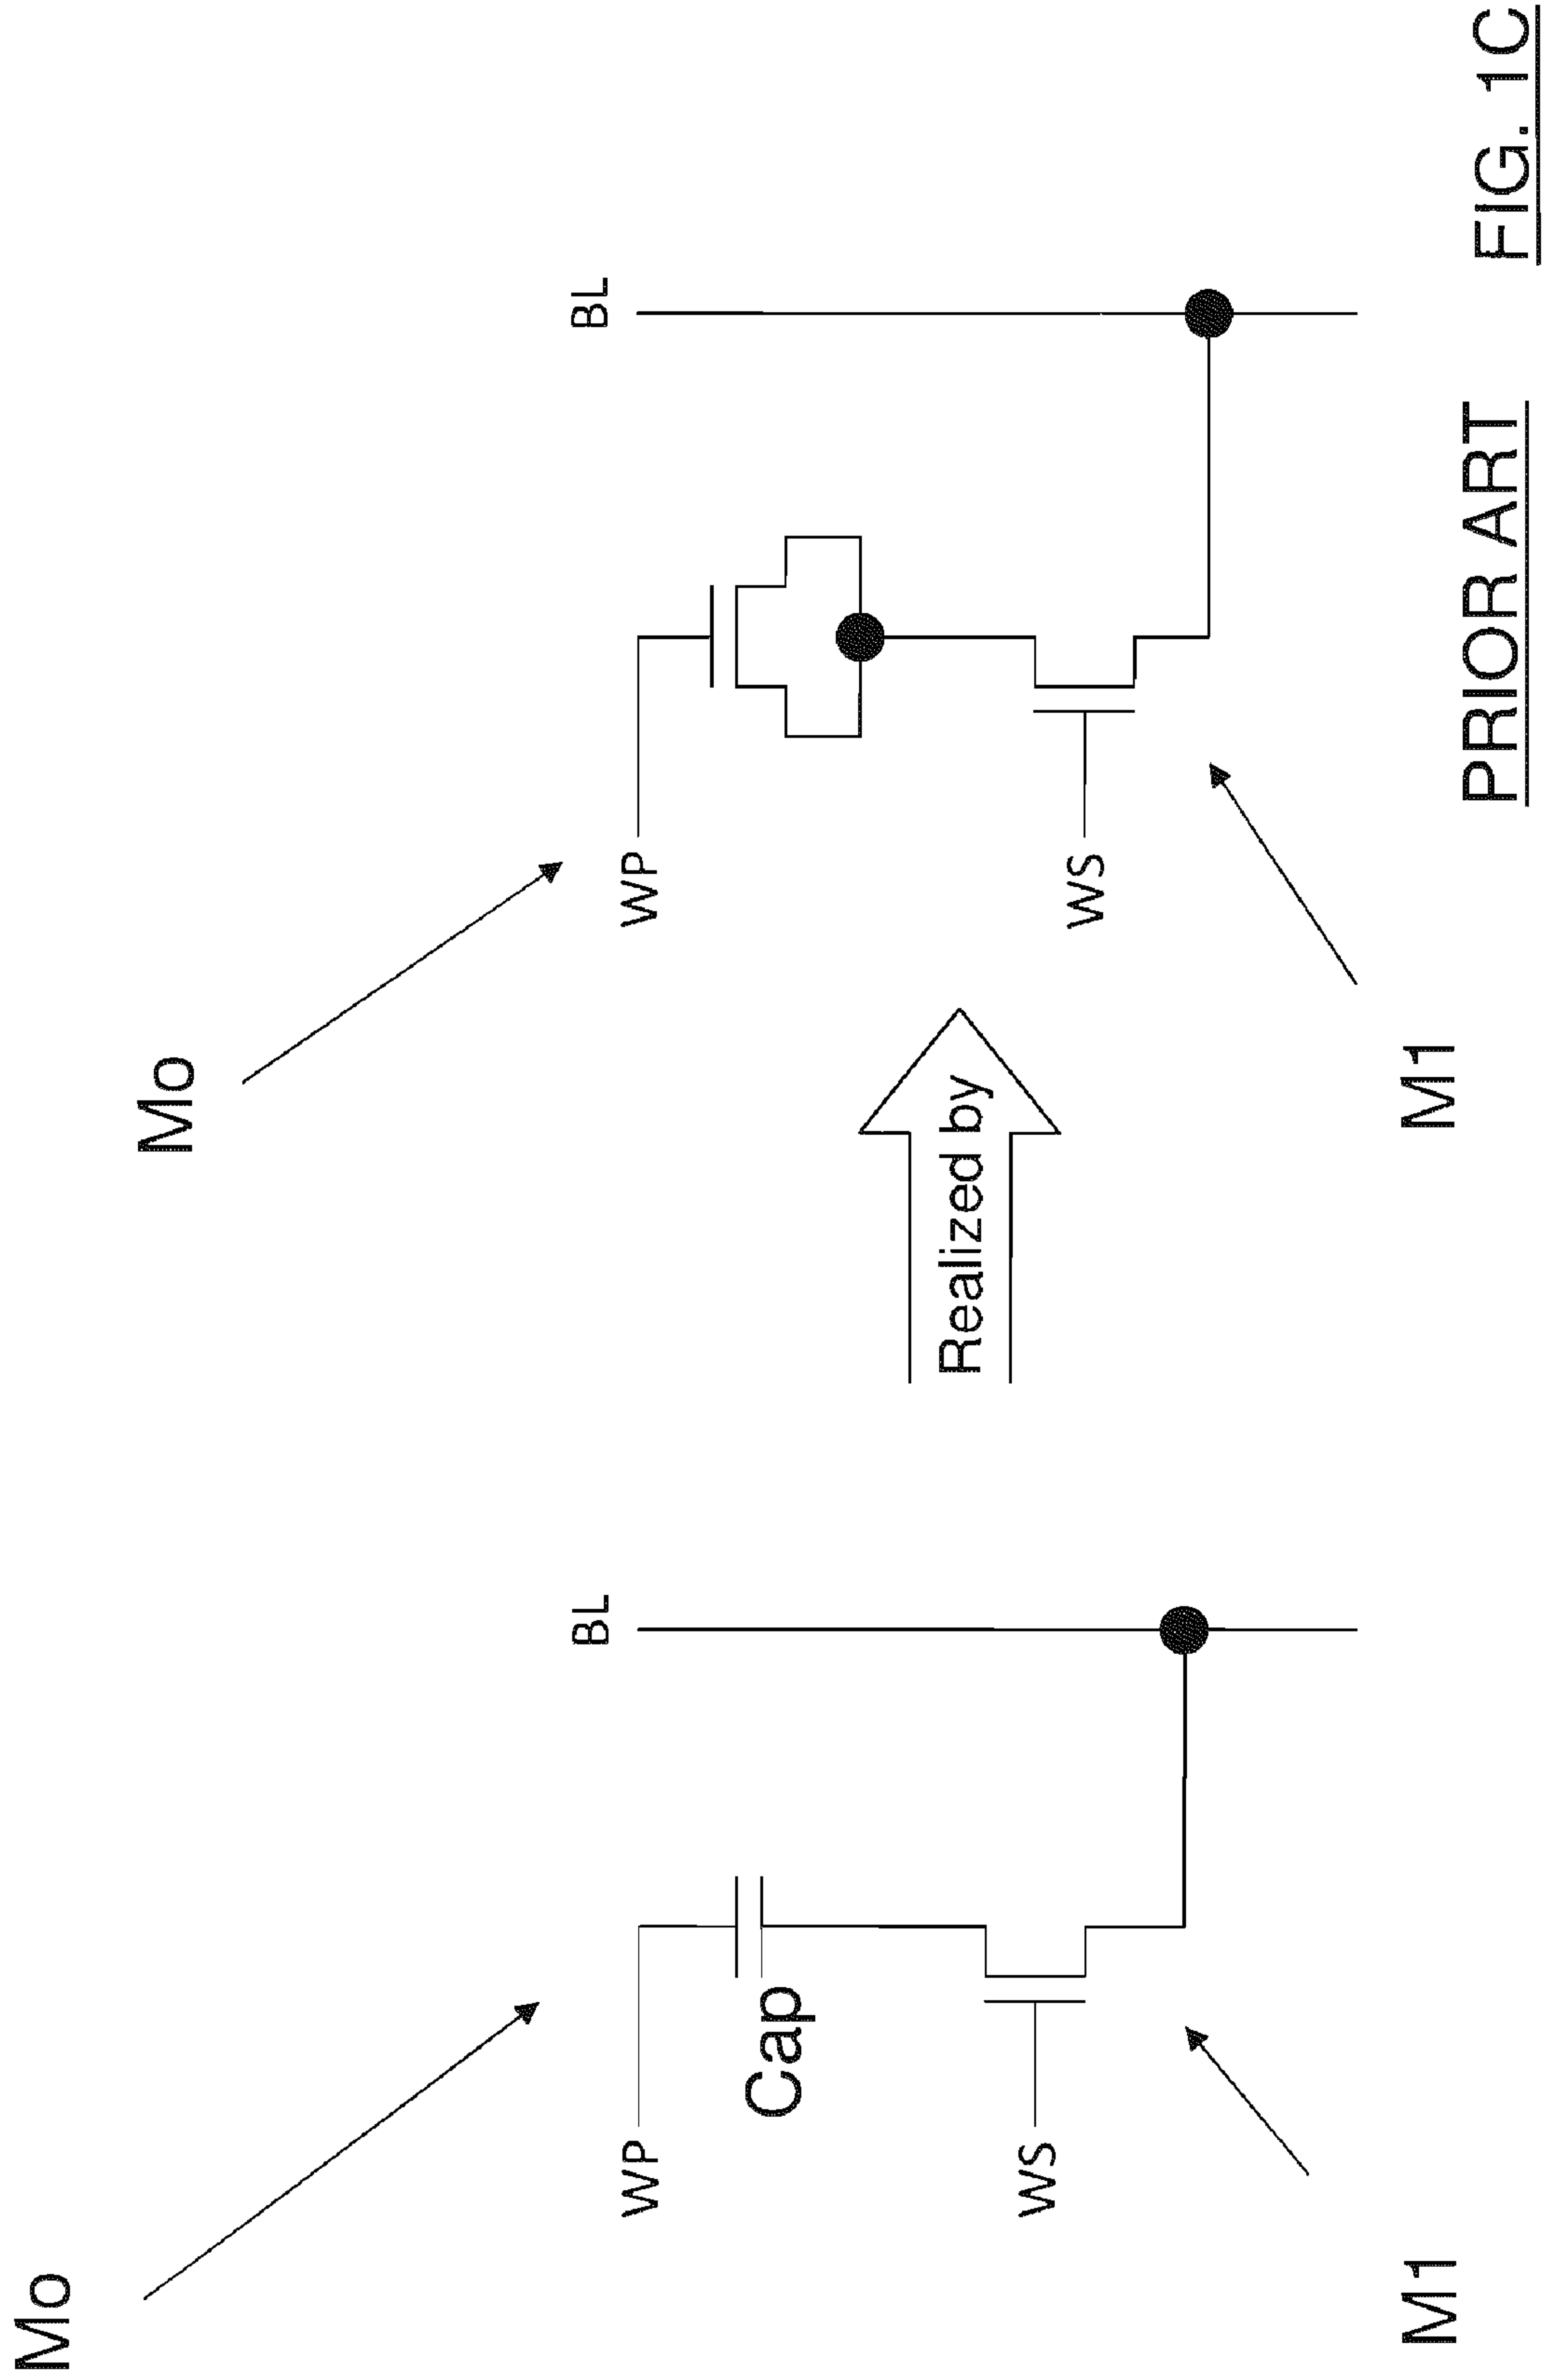 Mo
WP
BL
Cap
WS
M1
Realized by
Mo
WP
BL
WS
M1
PRIOR ART
FIG. 1C